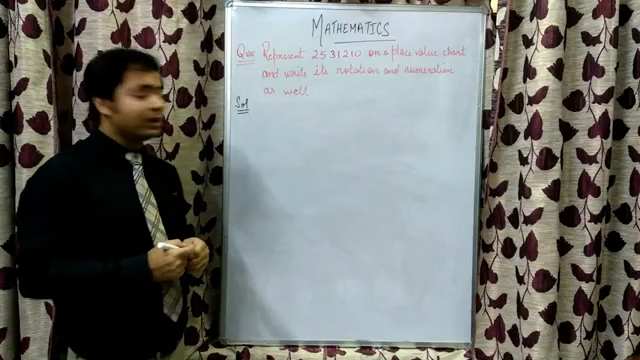 MATHEMATICS
Que Represent 2531210 on a place value chart
and write its notation and numeration
as well.
Sol